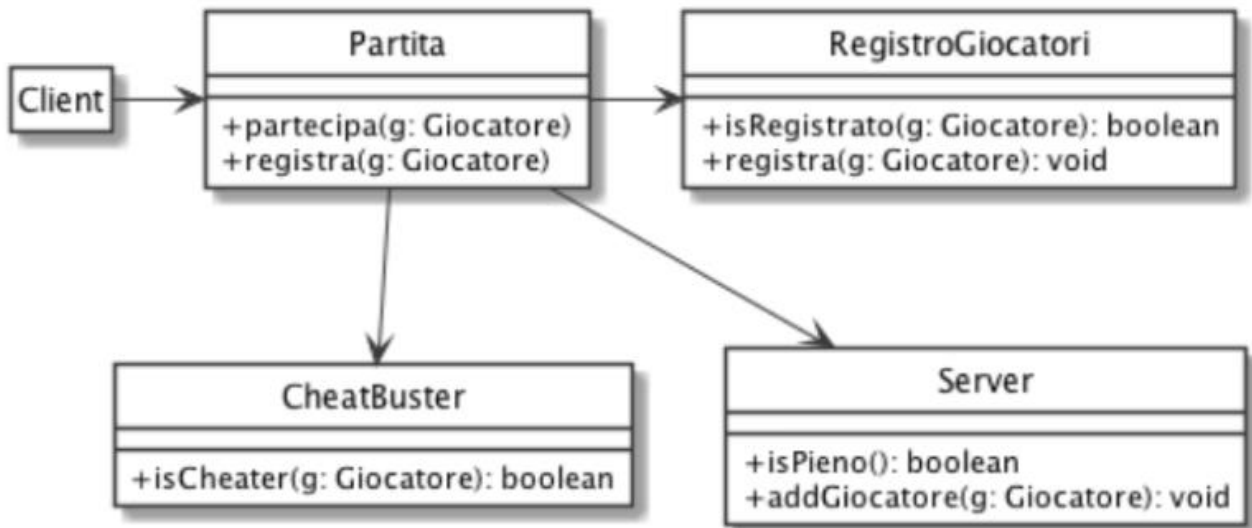 Client
Partita
+partecipa(g: Giocatore)
+registra(g: Giocatore)
RegistroGiocatori
+isRegistrato(g: Giocatore): boolean
+registra(g: Giocatore): void
CheatBuster
+isCheater(g: Giocatore): boolean
Server
+isPieno(): boolean
+addGiocatore(g: Giocatore): void